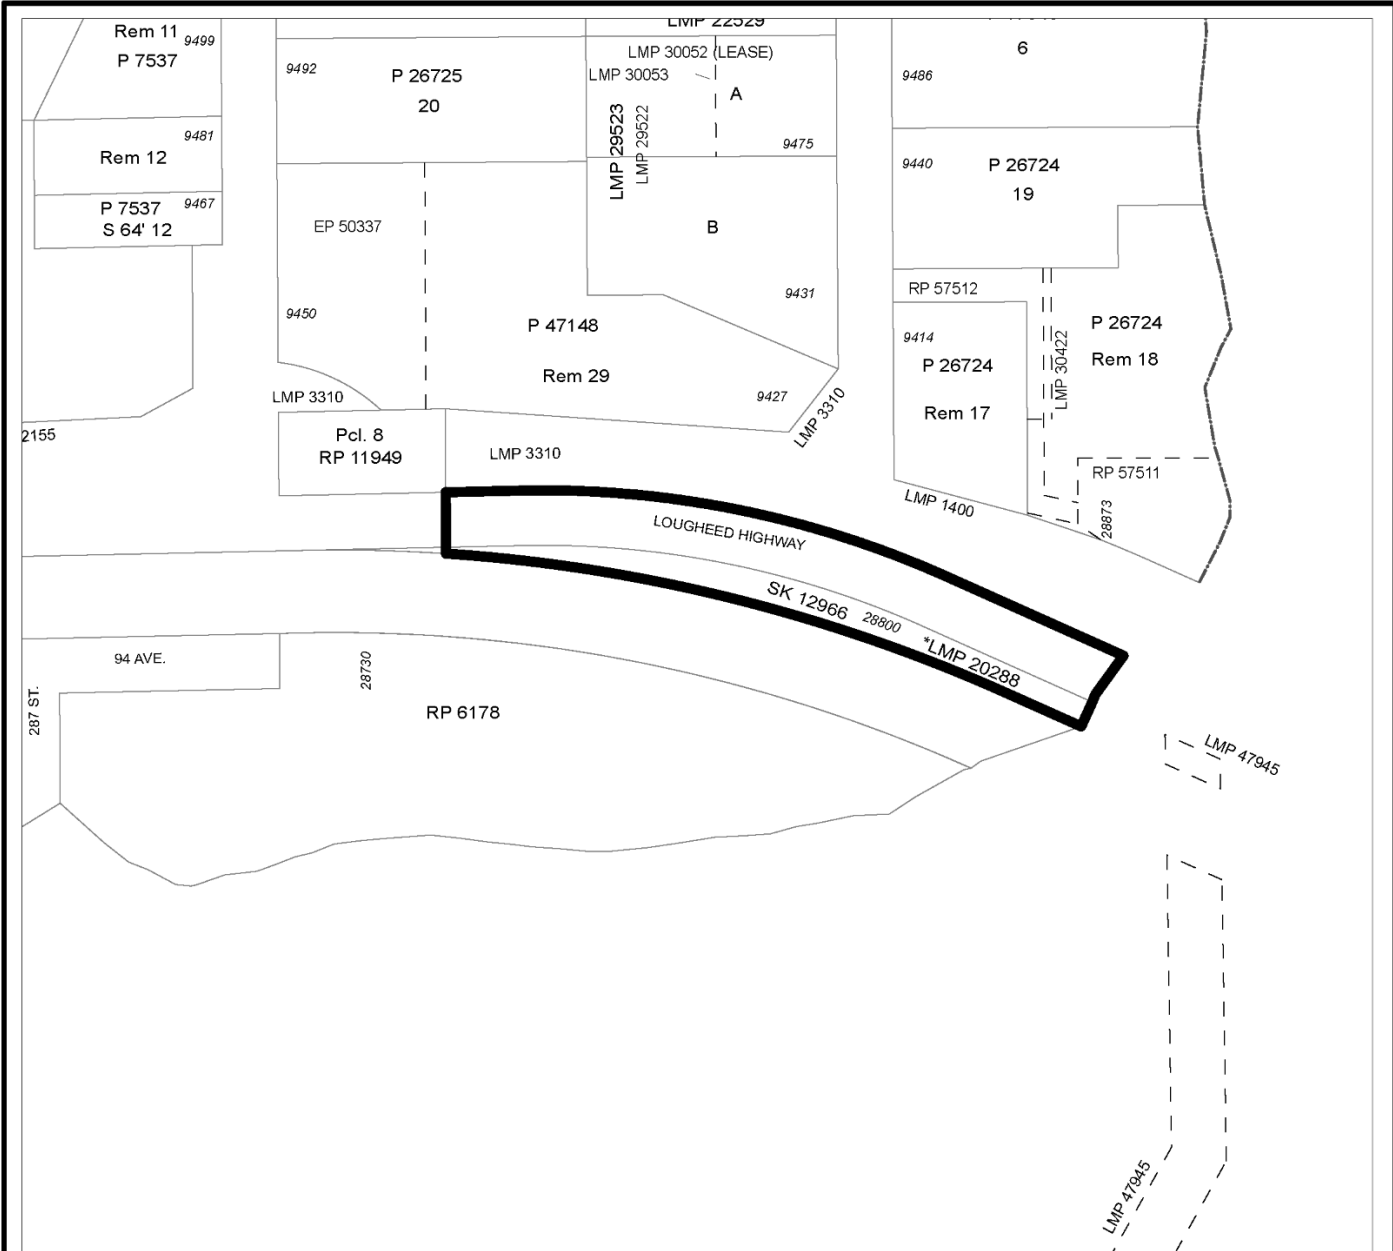 LMP 22529
Rem 11
9499
P 7537
9492
P 26725
20
LMP 30052 (LEASE)
LMP 30053
A
6
9486
LMP 29523
LMP 29522
9481
Rem 12
9475
9440
P 26724
19
P 7537
9467
S 64' 12
EP 50337
B
9450
9431
RP 57512
P 47148
9414
P 26724
Rem 17
LMP 30422
P 26724
Rem 18
Rem 29
9427
LMP 3310
LMP 3310
2155
Pcl. 8
RP 11949
LMP 3310
RP 57511
LMP 1400
28873
LOUGHEED HIGHWAY
SK 12966
28800
*LMP 20288
94 AVE.
28730
287 ST.
RP 6178
LMP 47945
LMP 47945